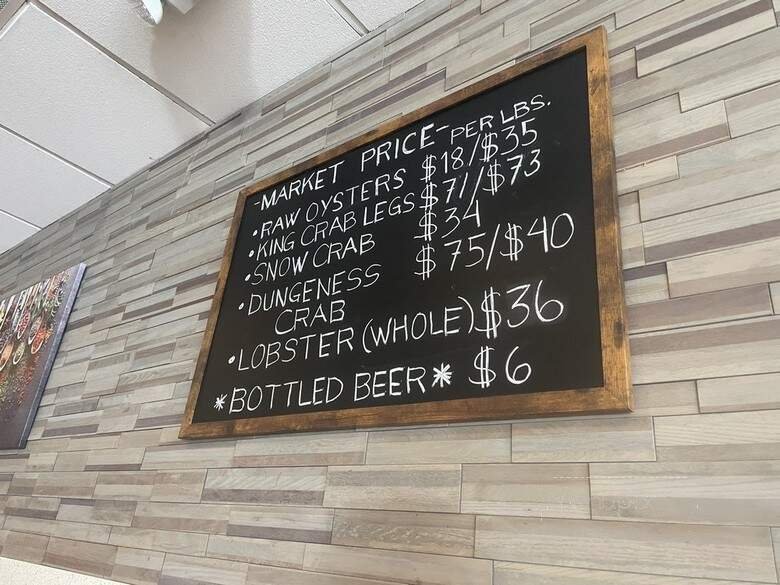 -MARKET PRICE- PER LBS.
•RAW OYSTERS $18/$35
•KING CRAB LEGS $71/$73
•SNOW CRAB $34
•DUNGENESS $75/$40
CRAB
•LOBSTER (WHOLE) $36
*BOTTLED BEER* $6